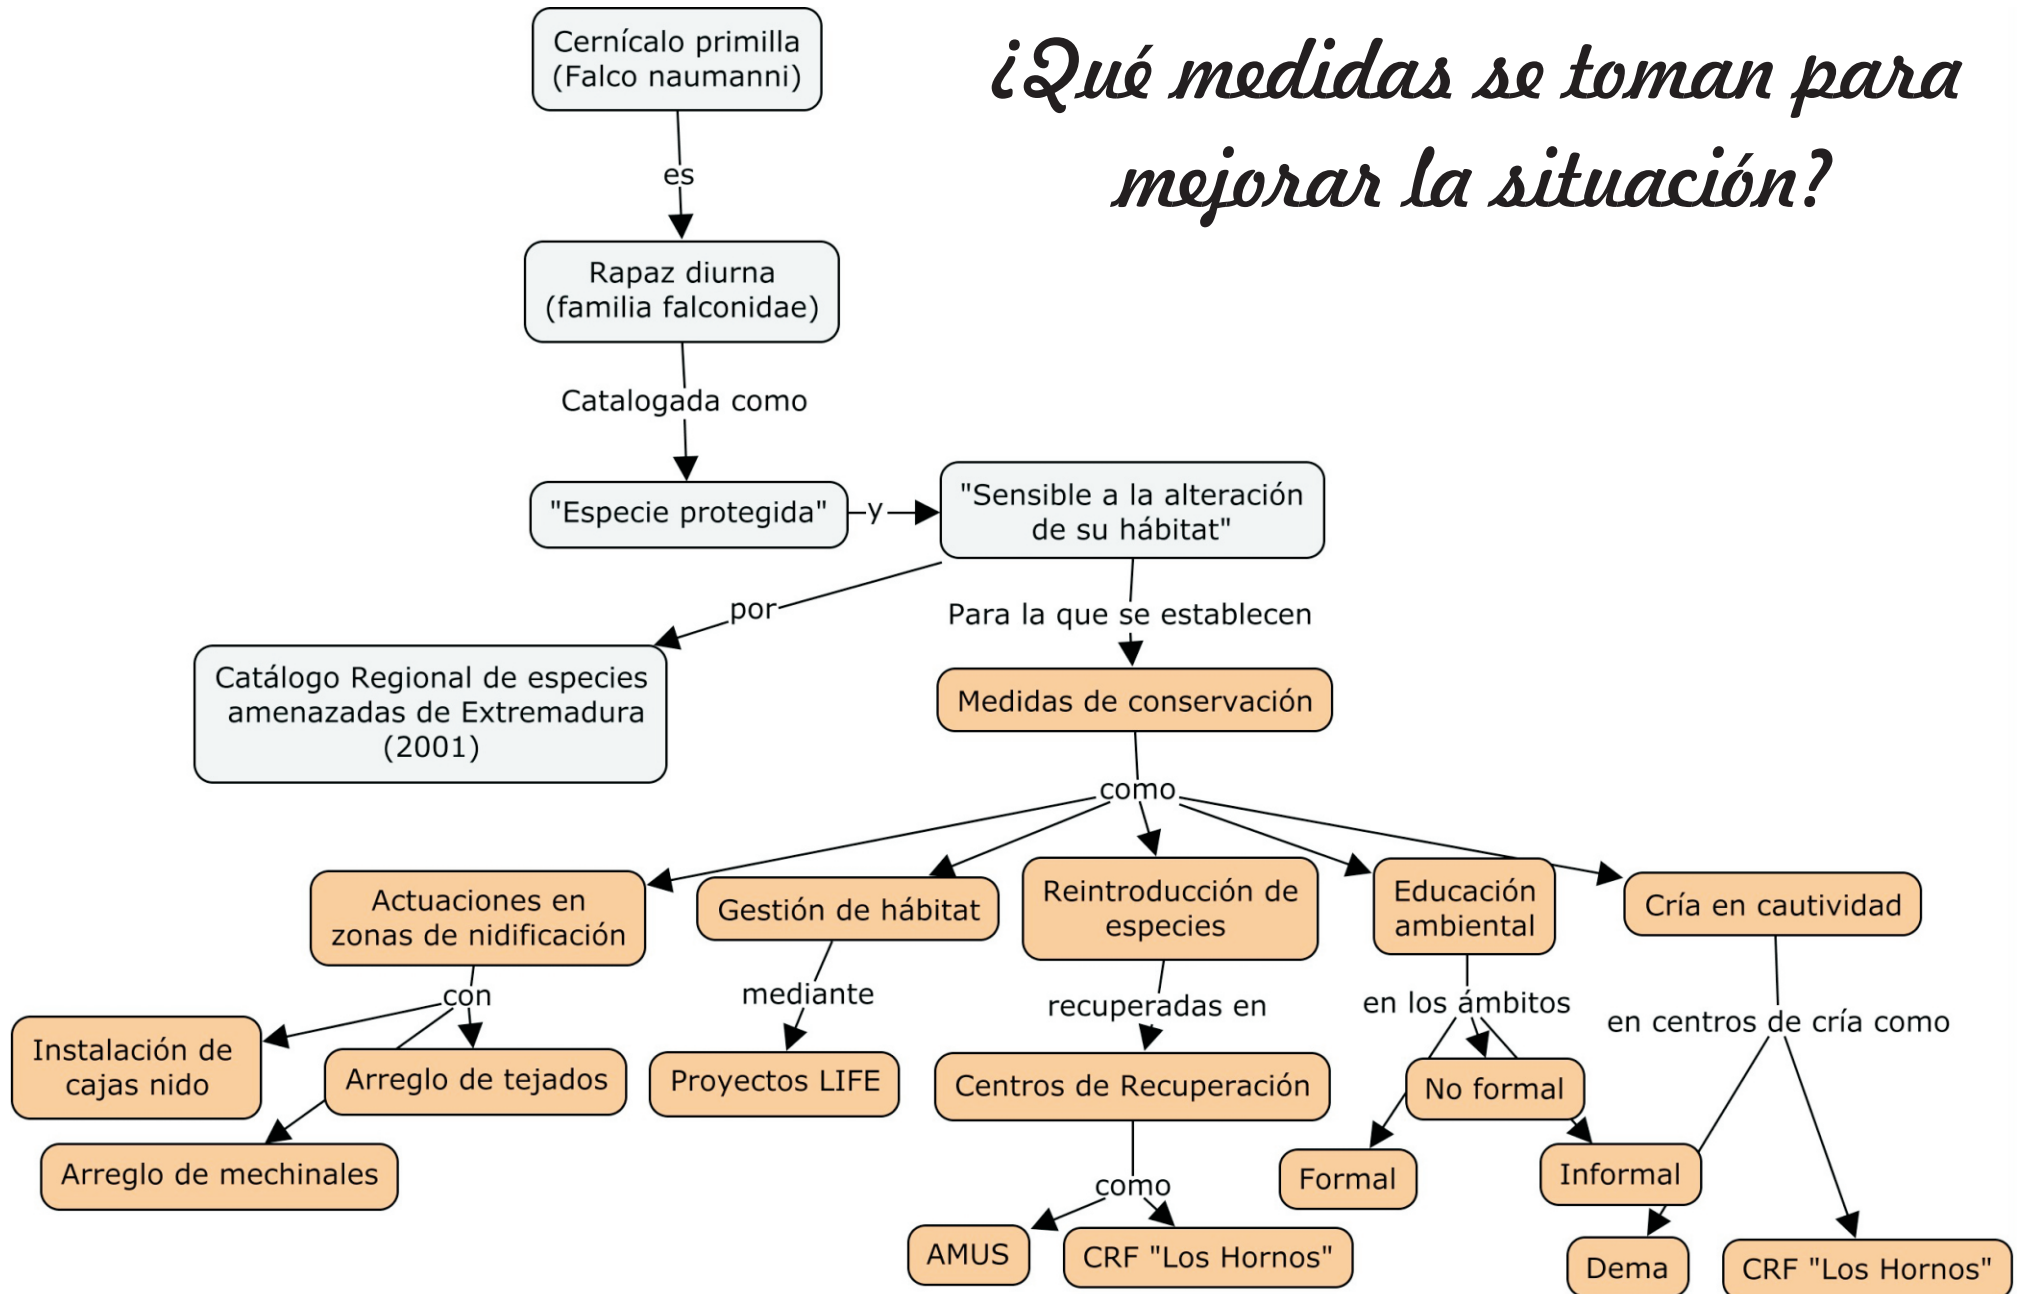 ¿Qué medidas se toman para
mejorar la situación?
Cernícalo primilla
(Falco naumanni)
es
Rapaz diurna
(familia falconidae)
Catalogada como
"Especie protegida"
y
"Sensible a la alteración
de su hábitat"
por
Para la que se establecen
Catálogo Regional de especies
amenazadas de Extremadura
(2001)
Medidas de conservación
como
Actuaciones en
zonas de nidificación
Gestión de hábitat
Reintroducción de
especies
Educación
ambiental
Cría en cautividad
con
mediante
recuperadas en
en los ámbitos
en centros de cría como
Instalación de
cajas nido
Arreglo de tejados
Arreglo de mechinales
Proyectos LIFE
Centros de Recuperación
No formal
Formal
Informal
como
AMUS
CRF "Los Hornos"
Dema
CRF "Los Hornos"